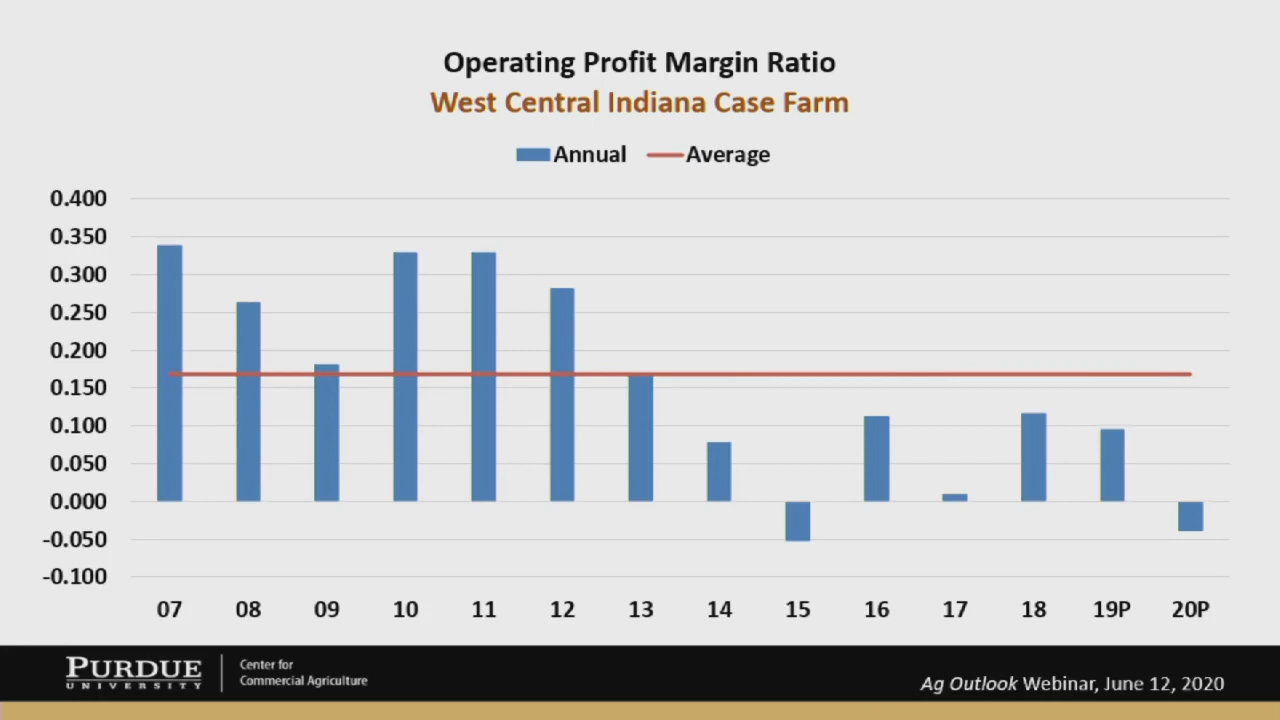 Operating Profit Margin Ratio
West Central Indiana Case Farm
Annual Average
0.400
0.350
0.300
0.250
0.200
0.150
0.100
0.050
0.000
-0.050
-0.100
07 08 09 10 11 12 13 14 15 16 17 18 19P 20P
PURDUE
UNIVERSITY
Center for
Commercial Agriculture
Ag Outlook Webinar, June 12, 2020